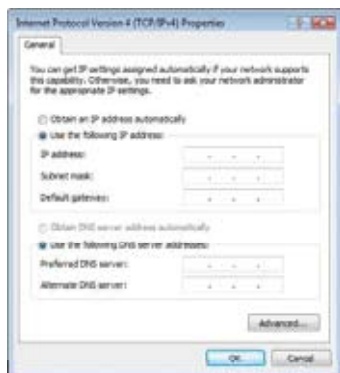 Internet Protocol Version 4 (TCP/IPv4) Properties
General
You can get IP settings assigned automatically if your network supports
this capability. Otherwise, you need to ask your network administrator
for the appropriate IP settings.
Obtain an IP address automatically
Use the following IP address:
IP address:
Subnet mask:
Default gateway:
Obtain DNS server address automatically
Use the following DNS server addresses:
Preferred DNS server:
Alternate DNS server:
Advanced...
OK
Cancel